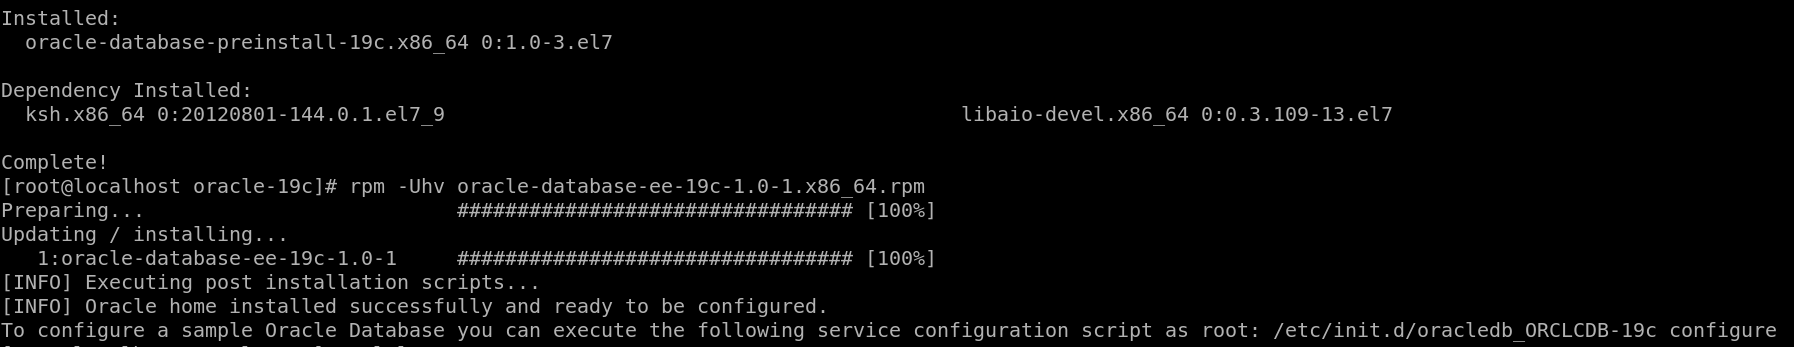 Installed:
oracle-database-preinstall-19c.x86_64 0:1.0-3.el7
Dependency Installed:
ksh.x86_64 0:20120801-144.0.1.el7_9 libaio-devel.x86_64 0:0.3.109-13.el7
Complete!
[root@localhost oracle-19c]# rpm -Uhv oracle-database-ee-19c-1.0-1.x86_64.rpm
Preparing... ################################# [100%]
Updating / installing...
1:oracle-database-ee-19c-1.0-1 ################################# [100%]
[INFO] Executing post installation scripts...
[INFO] Oracle home installed successfully and ready to be configured.
To configure a sample Oracle Database you can execute the following service configuration script as root: /etc/init.d/oracledb_ORCLCDB-19c configure